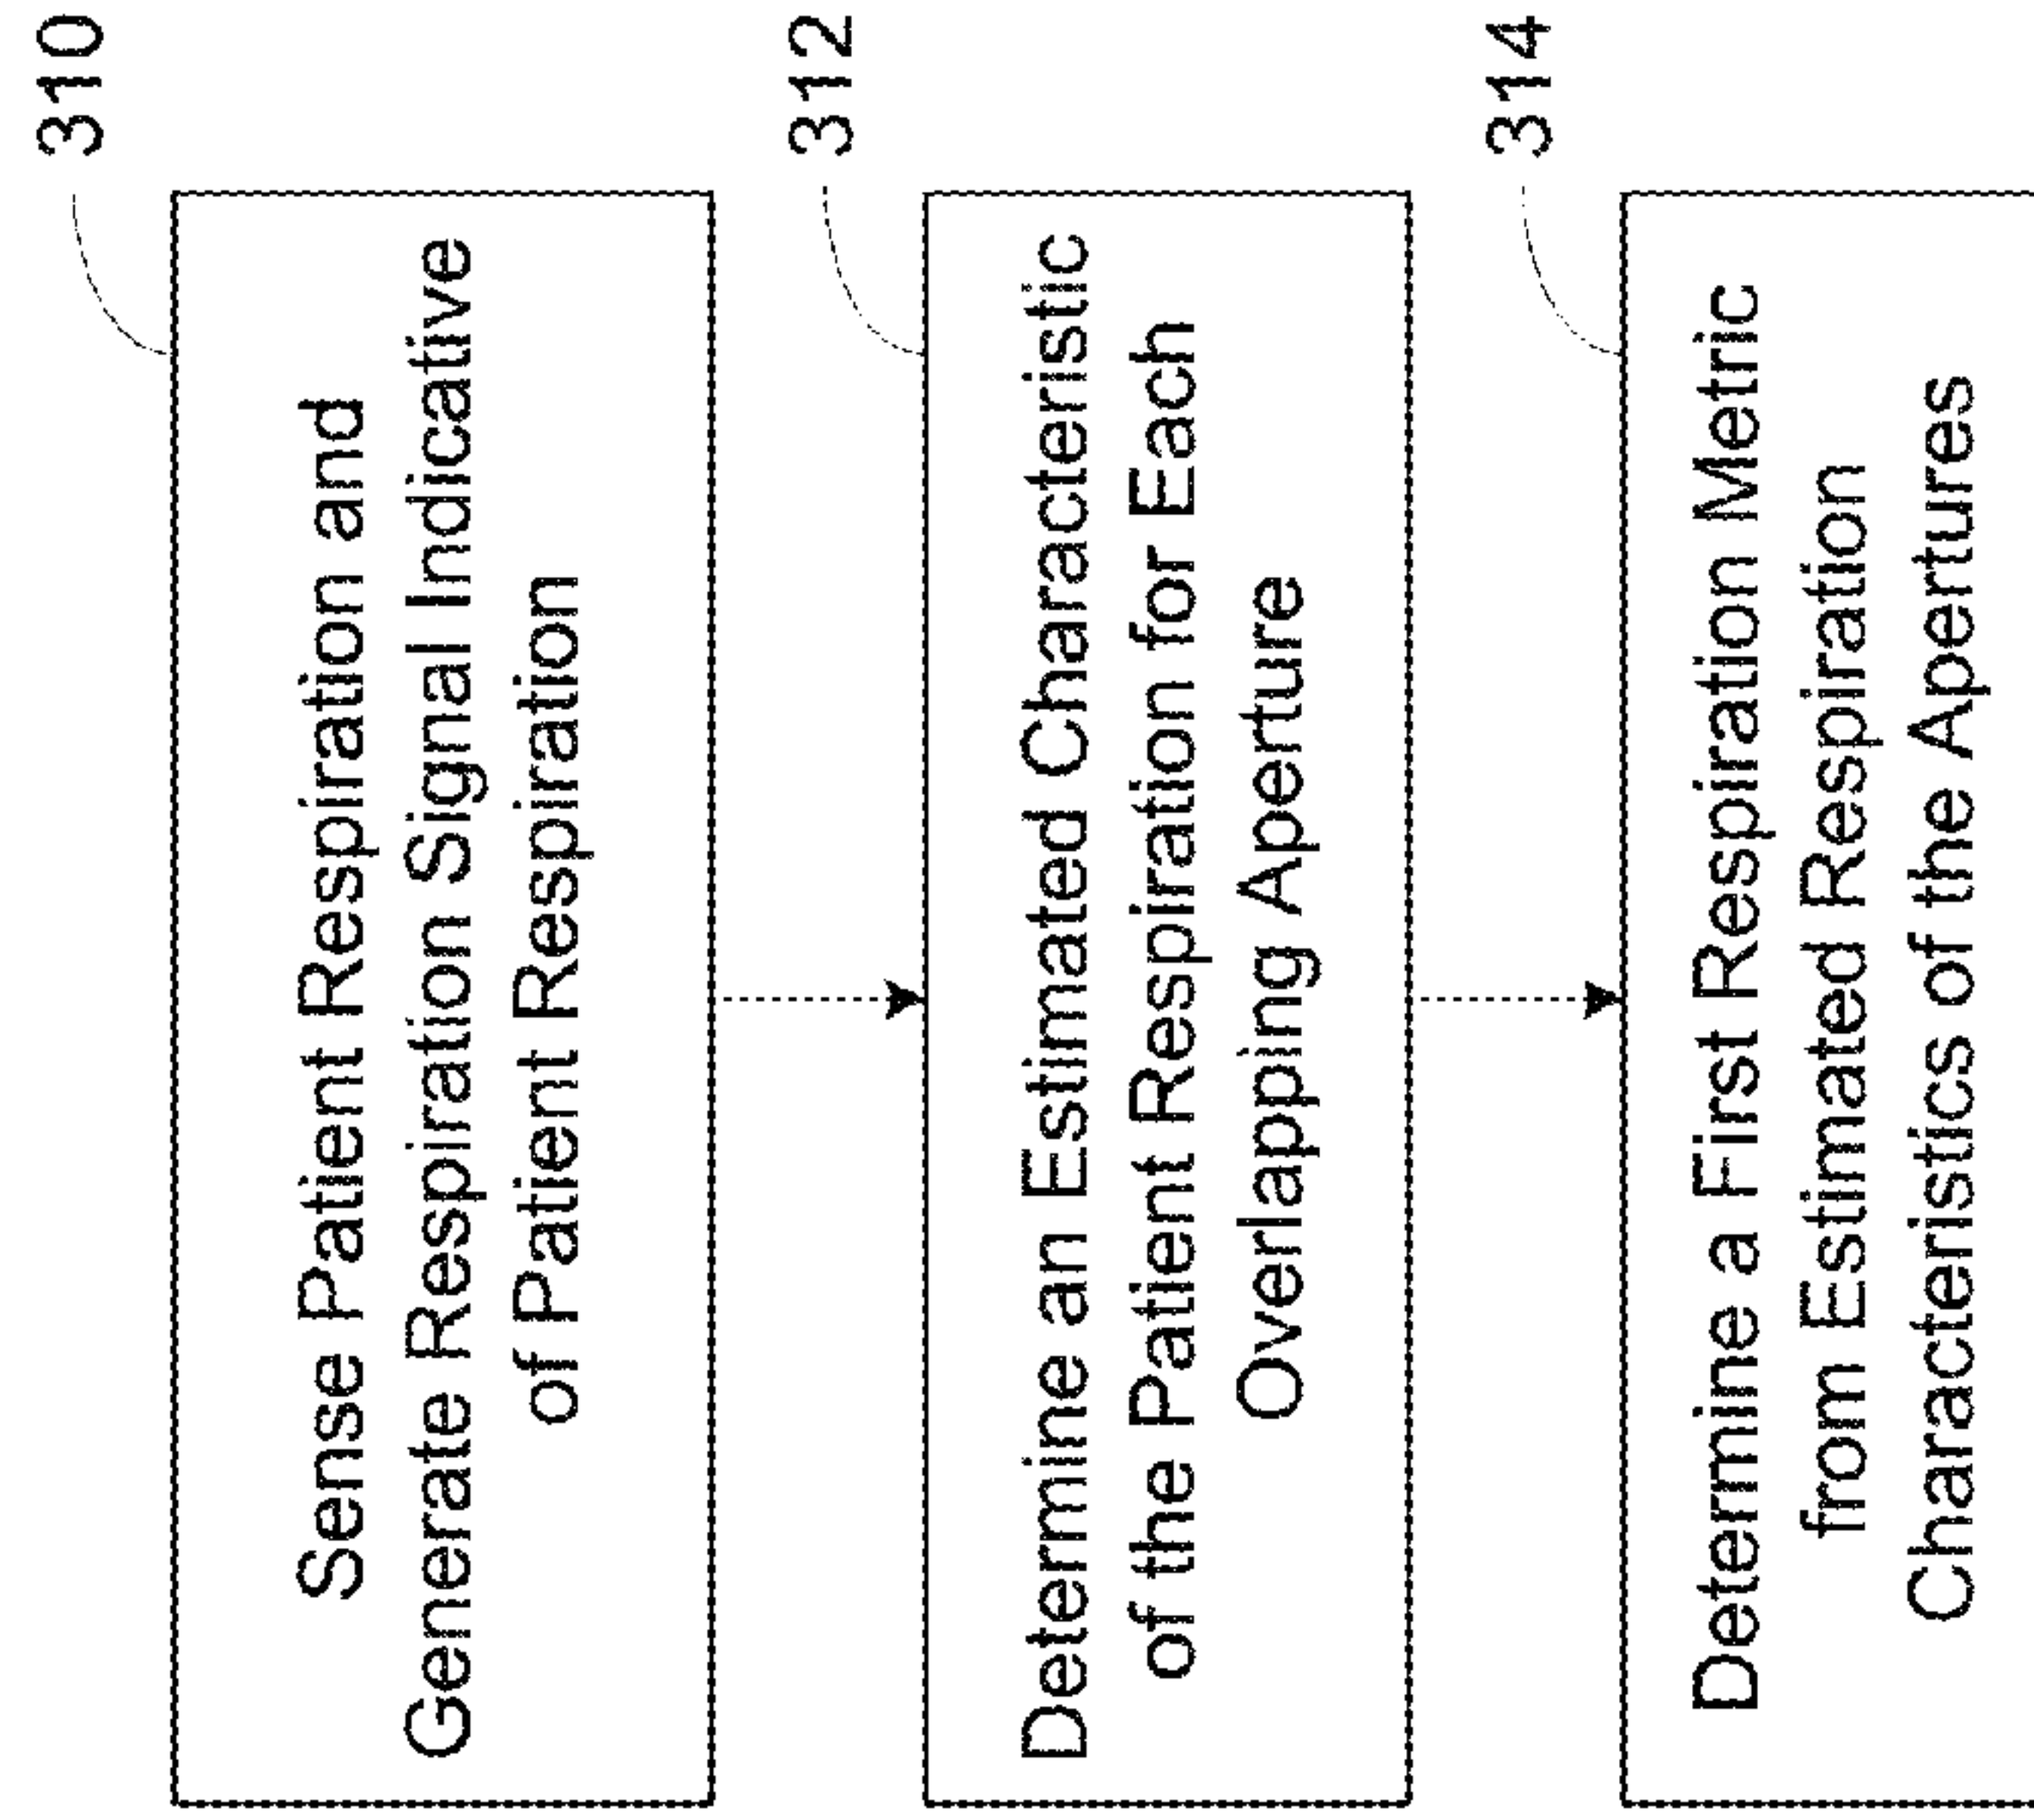 310
Sense Patient Respiration and
Generate Respiration Signal Indicative
of Patient Respiration
312
Determine an Estimated Characteristic
of the Patient Respiration for Each
Overlapping Aperture
314
Determine a First Respiration Metric
from Estimated Respiration
Characteristics of the Apertures